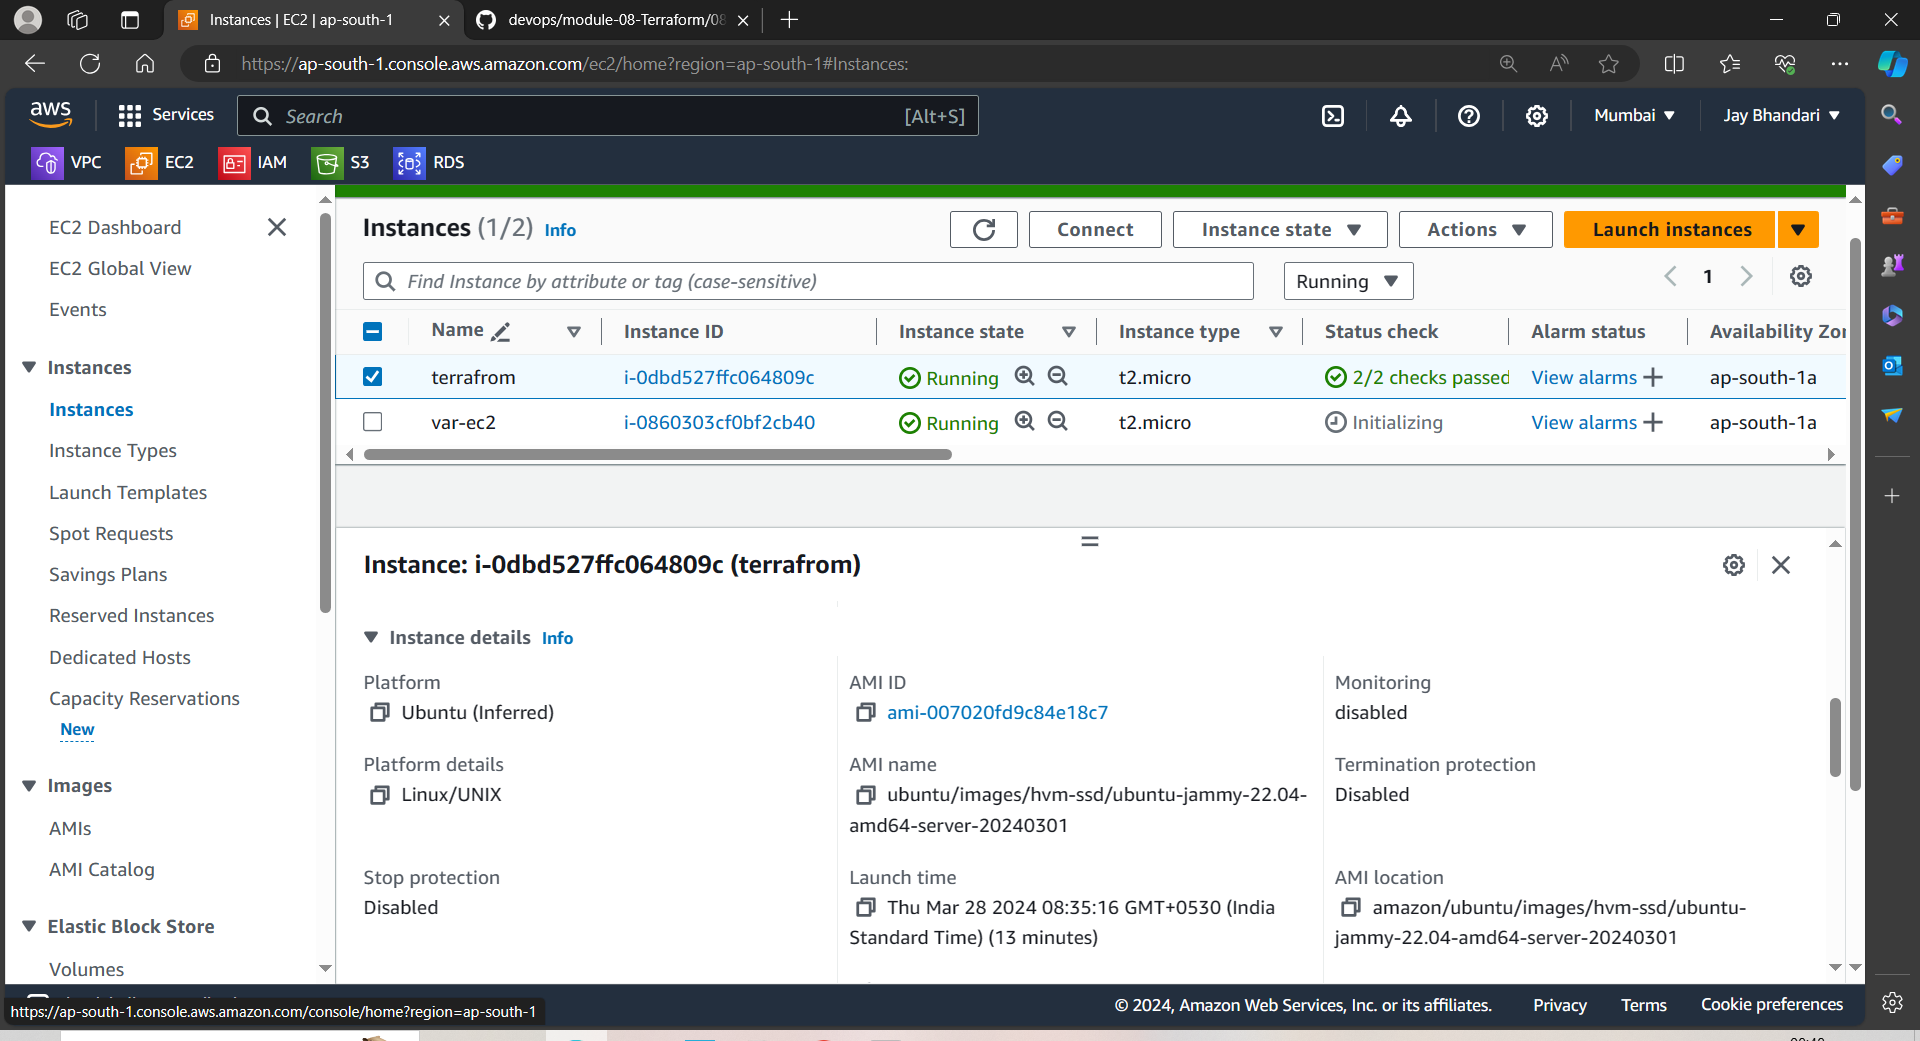 Instances | EC2 | ap-south-1
devops/module-08-Terraform/08
https://ap-south-1.console.aws.amazon.com/ec2/home?region=ap-south-1#Instances:
aws
Services
Search
[Alt+S]
Mumbai
Jay Bhandari
VPC
EC2
IAM
S3
RDS
EC2 Dashboard
EC2 Global View
Events
Instances
Instances
Instance Types
Launch Templates
Spot Requests
Savings Plans
Reserved Instances
Dedicated Hosts
Capacity Reservations
New
Images
AMIs
AMI Catalog
Elastic Block Store
Volumes
Instances (1/2) Info
Connect
Instance state
Actions
Launch instances
Find Instance by attribute or tag (case-sensitive)
Running
1
Name Instance ID Instance state Instance type Status check Alarm status Availability Zor
terrafrom i-0dbd527ffc064809c Running t2.micro 2/2 checks passed View alarms ap-south-1a
var-ec2 i-0860303cf0bf2cb40 Running t2.micro Initializing View alarms ap-south-1a
Instance: i-0dbd527ffc064809c (terrafrom)
Instance details Info
Platform
Ubuntu (Inferred)
AMI ID
ami-007020fd9c84e18c7
Monitoring
disabled
Platform details
Linux/UNIX
AMI name
ubuntu/images/hvm-ssd/ubuntu-jammy-22.04-
amd64-server-20240301
Termination protection
Disabled
Stop protection
Disabled
Launch time
Thu Mar 28 2024 08:35:16 GMT+0530 (India
Standard Time) (13 minutes)
AMI location
amazon/ubuntu/images/hvm-ssd/ubuntu-
jammy-22.04-amd64-server-20240301
https://ap-south-1.console.aws.amazon.com/console/home?region=ap-south-1
© 2024, Amazon Web Services, Inc. or its affiliates.
Privacy
Terms
Cookie preferences